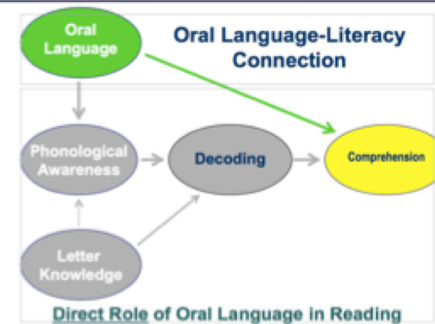 Oral
Language
Oral Language-Literacy
Connection
Phonological
Awareness
Decoding
Comprehension
Letter
Knowledge
Direct Role of Oral Language in Reading